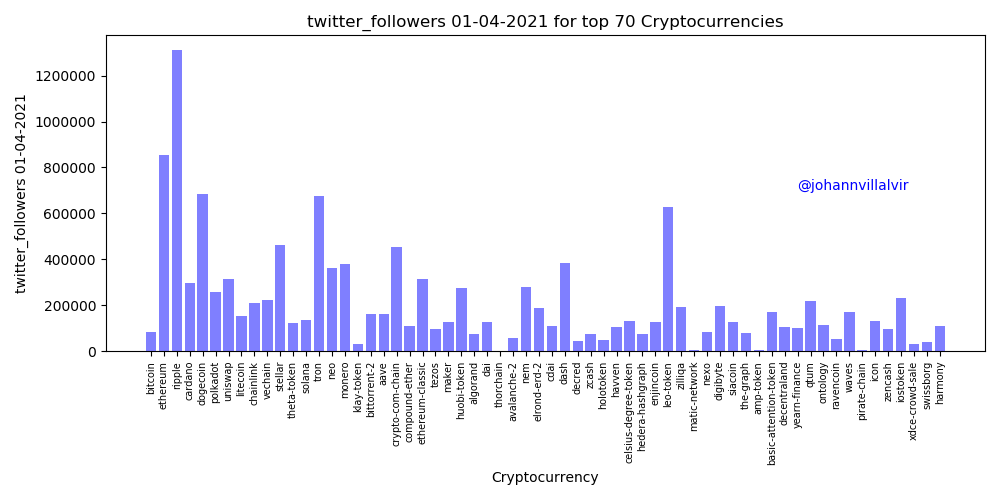 twitter_followers 01-04-2021 for top 70 Cryptocurrencies
twitter_followers 01-04-2021
1200000
1000000
800000
600000
400000
200000
0
@johannvillalvir
bitcoin
ethereum
ripple
cardano
dogecoin
polkadot
uniswap
litecoin
chainlink
vechain
stellar
theta-token
solana
tron
neo
monero
klay-token
bittorrent-2
aave
crypto-com-chain
compound-ether
ethereum-classic
tezos
maker
huobi-token
algorand
dai
thorchain
avalanche-2
nem
elrond-erd-2
cdai
dash
decred
zcash
holotoken
havven
celsius-degree-token
hedera-hashgraph
enjincoin
leo-token
zilliqa
matic-network
nexo
digibyte
siacoin
the-graph
amp-token
basic-attention-token
decentraland
yearn-finance
qtum
ontology
ravencoin
waves
pirate-chain
icon
zencash
iostoken
xdce-crowd-sale
swissborg
harmony
Cryptocurrency